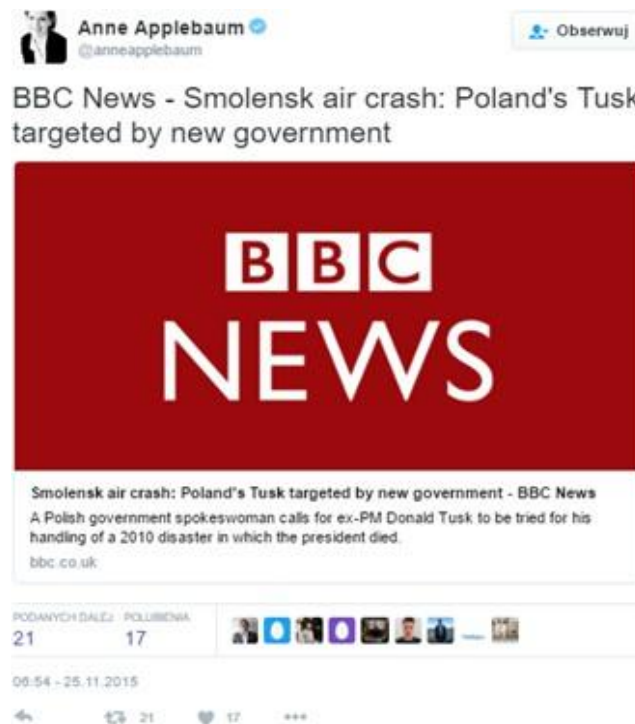 Anne Applebaum
@anneapplebaum
Obserwuj
BBC News - Smolensk air crash: Poland's Tusk
targeted by new government
BBC
NEWS
Smolensk air crash: Poland's Tusk targeted by new government - BBC News
A Polish government spokeswoman calls for ex-PM Donald Tusk to be tried for his
handling of a 2010 disaster in which the president died.
bbc.co.uk
PODANYCH DALEJ POLUBIENIA
21 17
06:54 - 25.11.2015
21 17